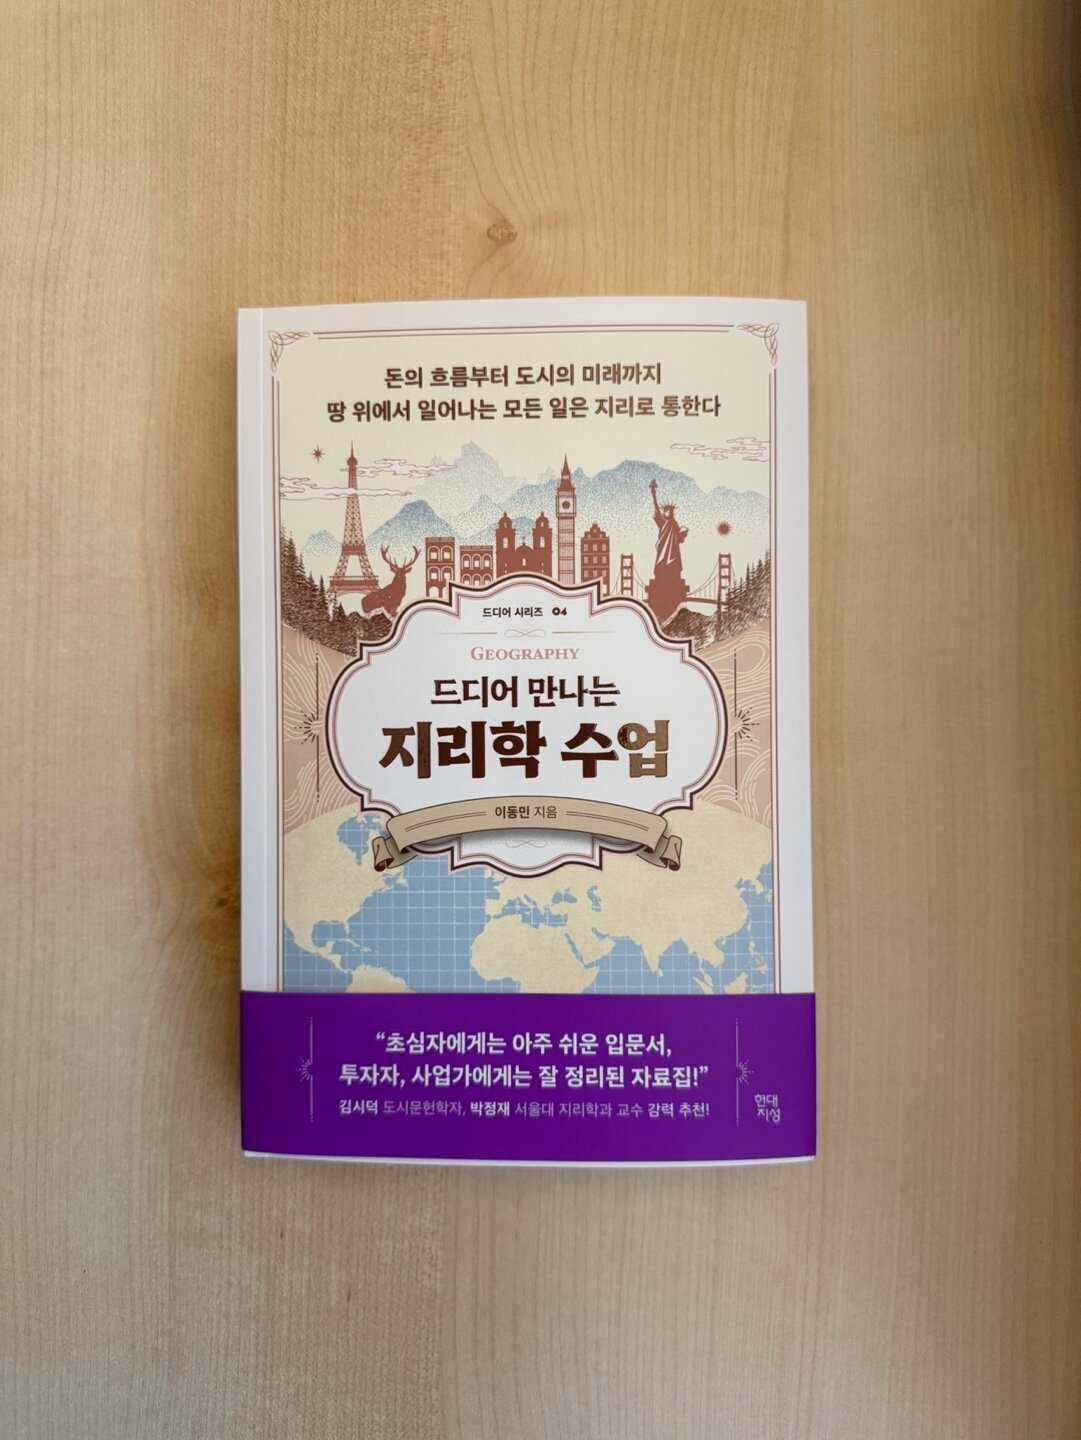 돈의 흐름부터 도시의 미래까지
땅 위에서 일어나는 모든 일은 지리로 통한다
드디어 시리즈 04
GEOGRAPHY
드디어 만나는
지리학 수업
이동민 지음
“초심자에게는 아주 쉬운 입문서,
투자자, 사업가에게는 잘 정리된 자료집!”
김시덕 도시문헌학자, 박정재 서울대 지리학과 교수 강력 추천!
현대
지성